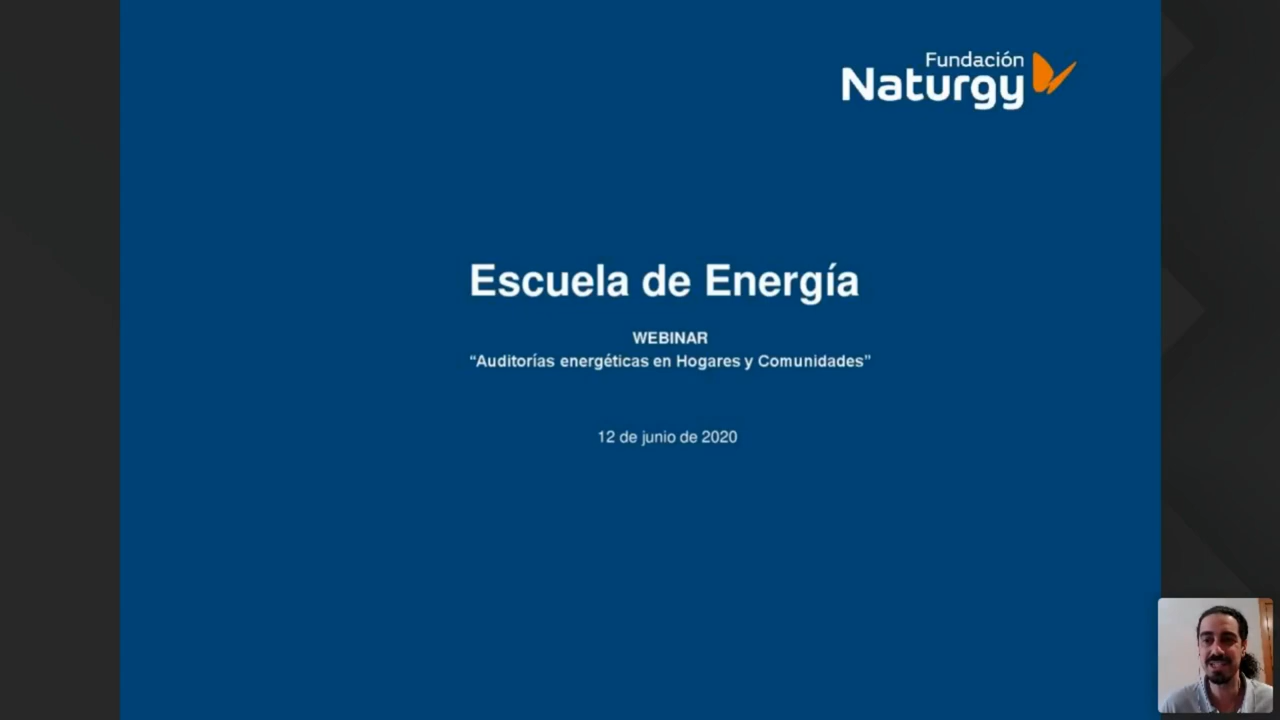 Fundación
Naturgy
Escuela de Energía
WEBINAR
“Auditorías energéticas en Hogares y Comunidades”
12 de junio de 2020